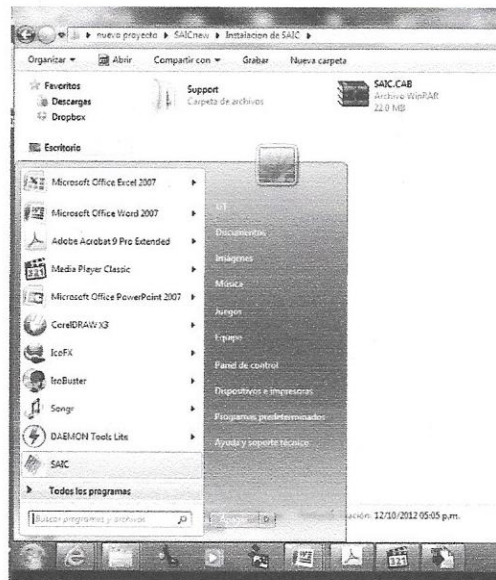 nuevo proyecto ▸ SAICnew ▸ Instalacion de SAIC ▸
Organizar Abrir Compartir con Grabar Nueva carpeta
Favoritos
Descargas
Dropbox
Escritorio
Support
Carpeta de archivos
SAIC.CAB
Archivo WinRAR
22.0 MB
Microsoft Office Excel 2007
Microsoft Office Word 2007
Adobe Acrobat 9 Pro Extended
Media Player Classic
Microsoft Office PowerPoint 2007
CorelDRAW X3
IcoFX
IsoBuster
Songr
DAEMON Tools Lite
SAIC
Todos los programas
Buscar programas y archivos
Documentos
Imágenes
Música
Juegos
Equipo
Panel de control
Dispositivos e impresoras
Programas predeterminados
Ayuda y soporte técnico
ación: 12/10/2012 05:05 p.m.